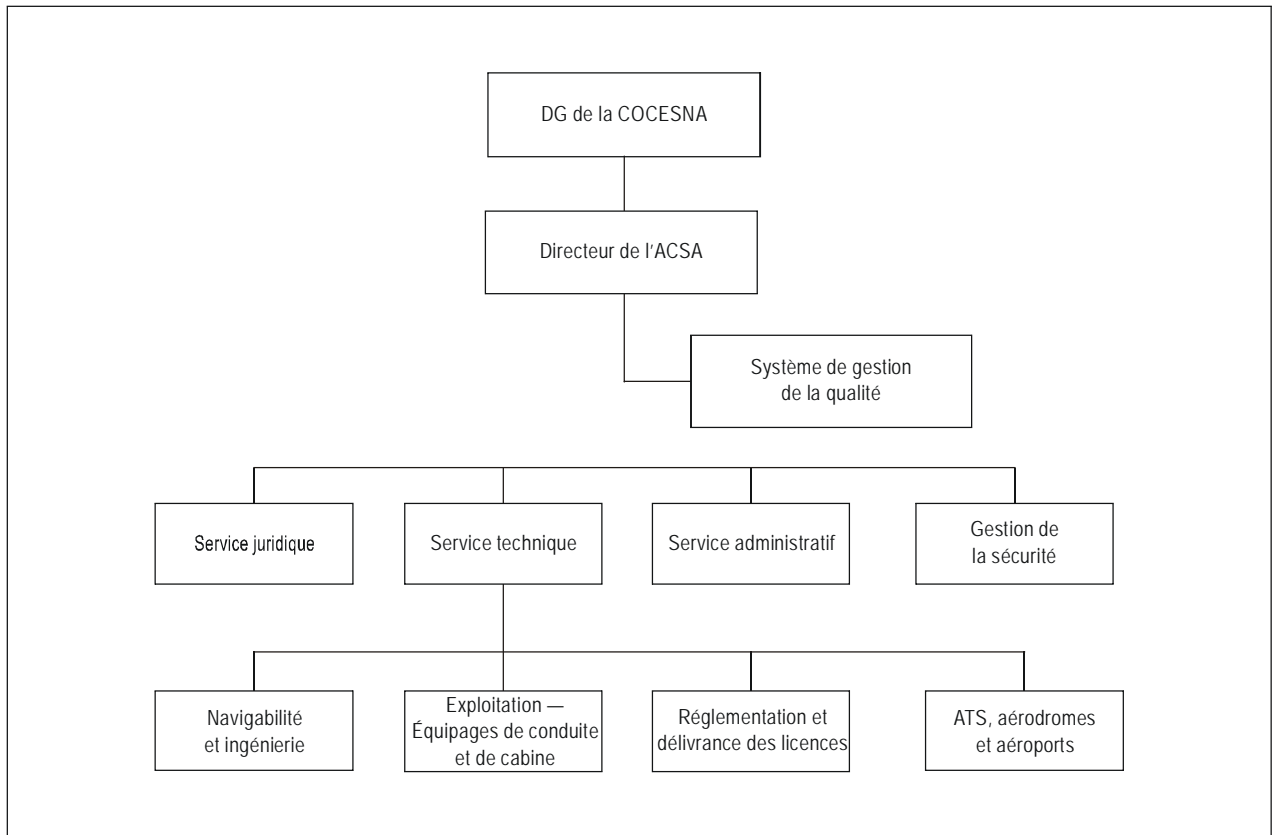 DG de la COCESNA
Directeur de l'ACSA
Système de gestion
de la qualité
Service juridique
Service technique
Service administratif
Gestion de
la sécurité
Navigabilité
et ingénierie
Exploitation —
Équipages de conduite
et de cabine
Réglementation et
délivrance des licences
ATS, aérodromes
et aéroports